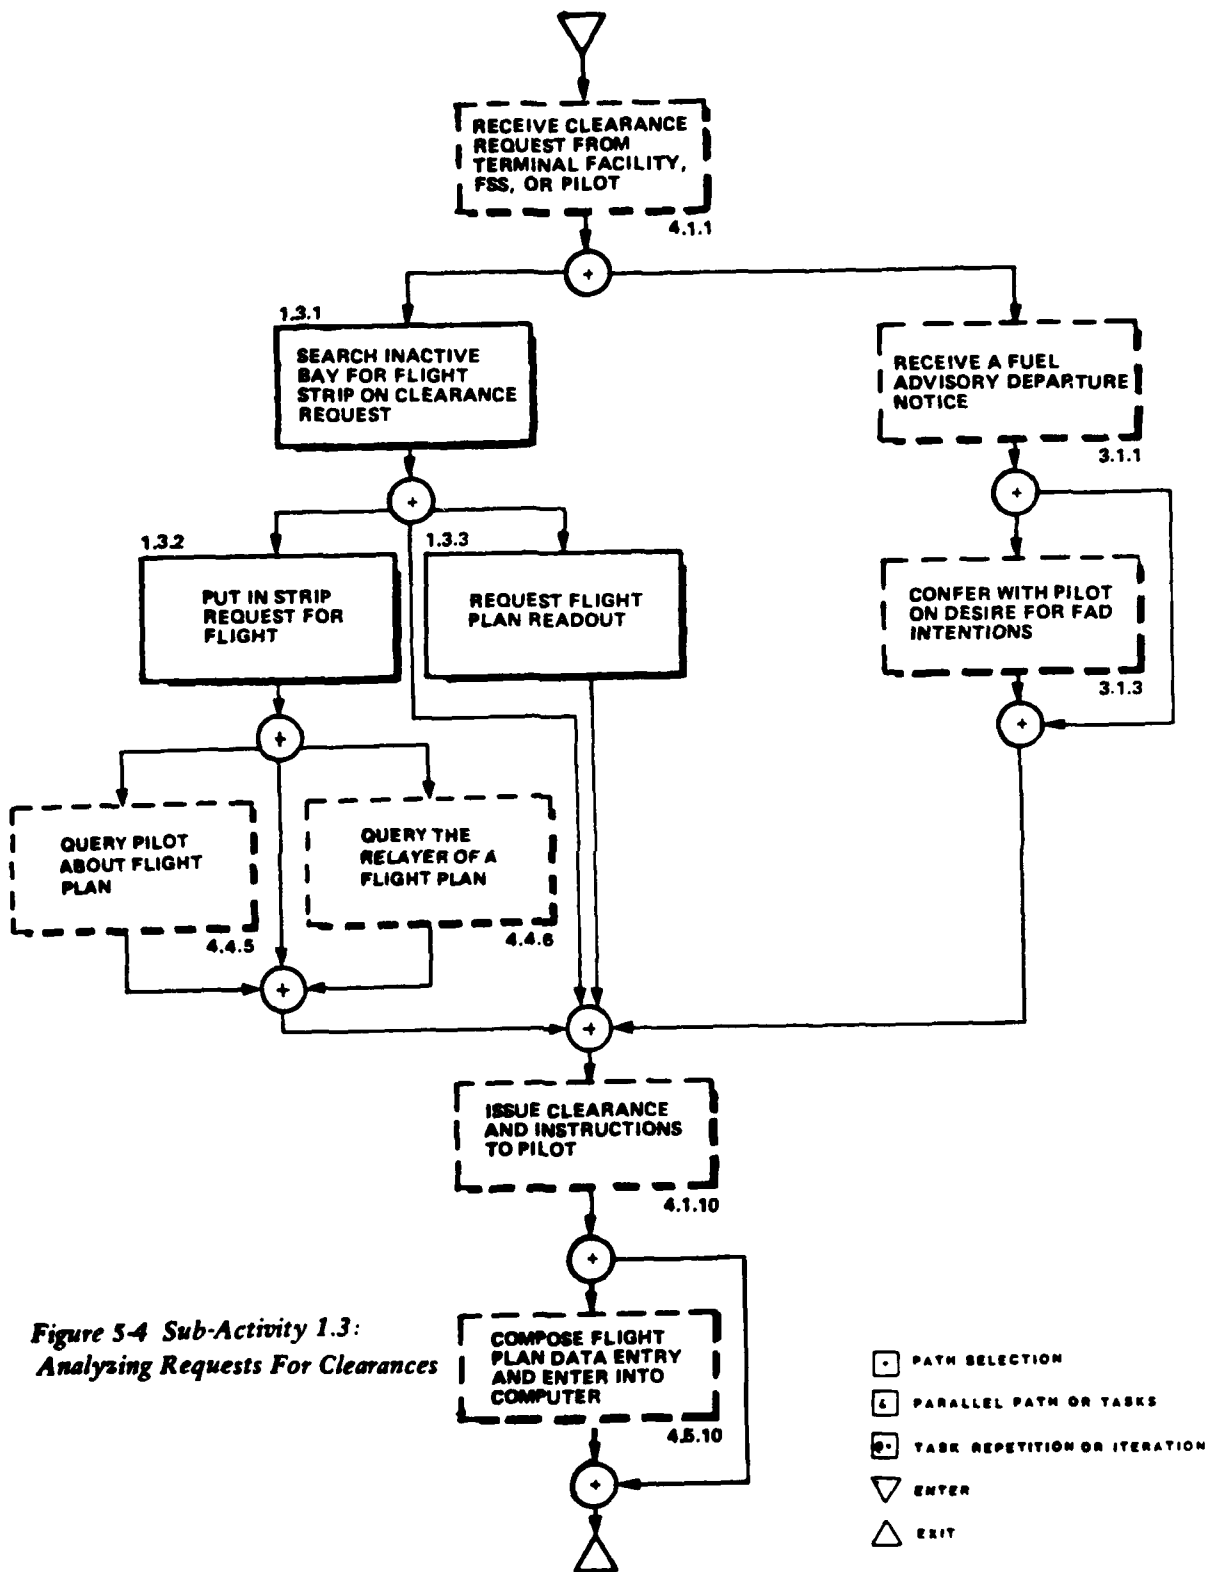 RECEIVE CLEARANCE
REQUEST FROM
TERMINAL FACILITY,
FSS, OR PILOT
4.1.1
+
1.3.1
SEARCH INACTIVE
BAY FOR FLIGHT
STRIP ON CLEARANCE
REQUEST
RECEIVE A FUEL
ADVISORY DEPARTURE
NOTICE
3.1.1
+
+
1.3.2
PUT IN STRIP
REQUEST FOR
FLIGHT
1.3.3
REQUEST FLIGHT
PLAN READOUT
CONFER WITH PILOT
ON DESIRE FOR FAD
INTENTIONS
3.1.3
+
+
QUERY PILOT
ABOUT FLIGHT
PLAN
4.4.5
QUERY THE
RELAYER OF A
FLIGHT PLAN
4.4.6
+
+
ISSUE CLEARANCE
AND INSTRUCTIONS
TO PILOT
4.1.10
+
COMPOSE FLIGHT
PLAN DATA ENTRY
AND ENTER INTO
COMPUTER
4.5.10
+
Figure 5-4 Sub-Activity 1.3:
Analyzing Requests For Clearances
+ PATH SELECTION
& PARALLEL PATH OR TASKS
TASK REPETITION OR ITERATION
ENTER
EXIT